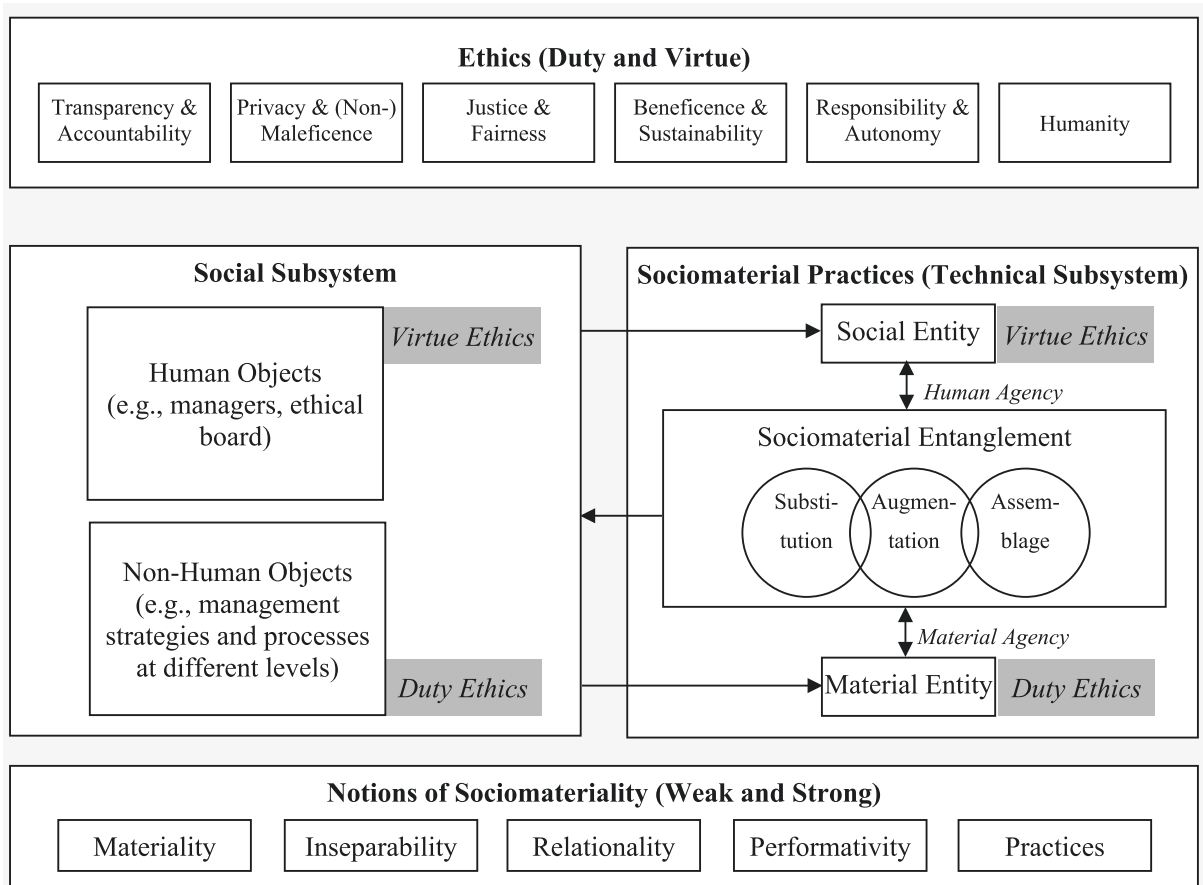 Ethics (Duty and Virtue)
Transparency &
Accountability
Privacy & (Non-)
Maleficence
Justice &
Fairness
Beneficence &
Sustainability
Responsibility &
Autonomy
Humanity
Social Subsystem
Human Objects
(e.g., managers, ethical
board)
Virtue Ethics
Non-Human Objects
(e.g., management
strategies and processes
at different levels)
Duty Ethics
Sociomaterial Practices (Technical Subsystem)
Social Entity
Virtue Ethics
Human Agency
Sociomaterial Entanglement
Substi-
tution
Augmen-
tation
Assem-
blage
Material Agency
Material Entity
Duty Ethics
Notions of Sociomateriality (Weak and Strong)
Materiality
Inseparability
Relationality
Performativity
Practices